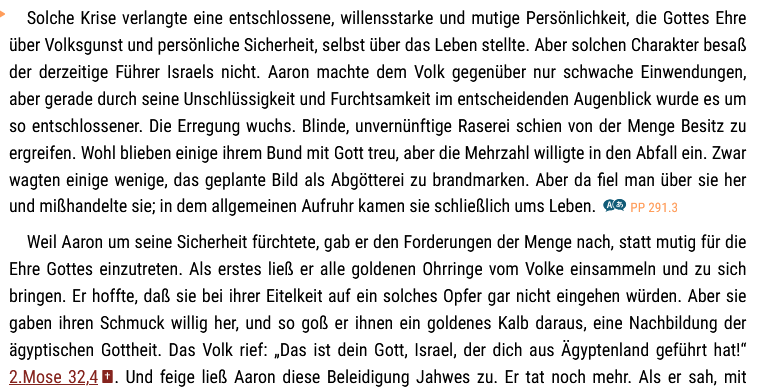 Solche Krise verlangte eine entschlossene, willensstarke und mutige Persönlichkeit, die Gottes Ehre
über Volksgunst und persönliche Sicherheit, selbst über das Leben stellte. Aber solchen Charakter besaß
der derzeitige Führer Israels nicht. Aaron machte dem Volk gegenüber nur schwache Einwendungen,
aber gerade durch seine Unschlüssigkeit und Furchtsamkeit im entscheidenden Augenblick wurde es um
so entschlossener. Die Erregung wuchs. Blinde, unvernünftige Raserei schien von der Menge Besitz zu
ergreifen. Wohl blieben einige ihrem Bund mit Gott treu, aber die Mehrzahl willigte in den Abfall ein. Zwar
wagten einige wenige, das geplante Bild als Abgötterei zu brandmarken. Aber da fiel man über sie her
und mißhandelte sie; in dem allgemeinen Aufruhr kamen sie schließlich ums Leben. PP 291.3
Weil Aaron um seine Sicherheit fürchtete, gab er den Forderungen der Menge nach, statt mutig für die
Ehre Gottes einzutreten. Als erstes ließ er alle goldenen Ohrringe vom Volke einsammeln und zu sich
bringen. Er hoffte, daß sie bei ihrer Eitelkeit auf ein solches Opfer gar nicht eingehen würden. Aber sie
gaben ihren Schmuck willig her, und so goß er ihnen ein goldenes Kalb daraus, eine Nachbildung der
ägyptischen Gottheit. Das Volk rief: „Das ist dein Gott, Israel, der dich aus Ägyptenland geführt hat!“
2.Mose 32,4. Und feige ließ Aaron diese Beleidigung Jahwes zu. Er tat noch mehr. Als er sah, mit